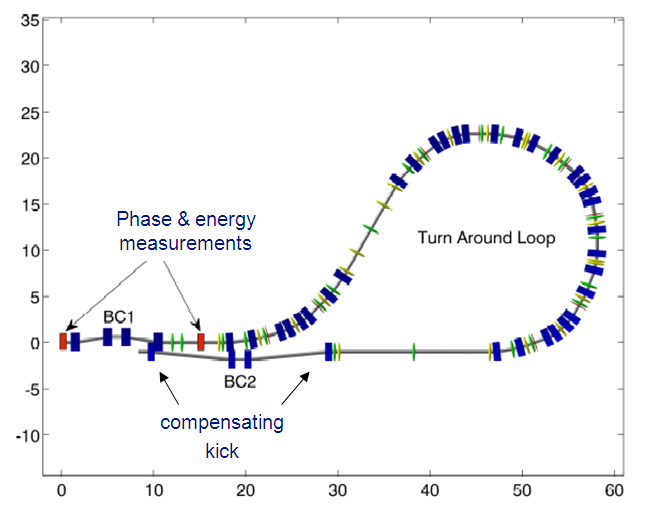 35
30
25
20
15
10
5
0
-5
-10
Phase & energy
measurements
BC1
Turn Around Loop
BC2
compensating
kick
0 10 20 30 40 50 60